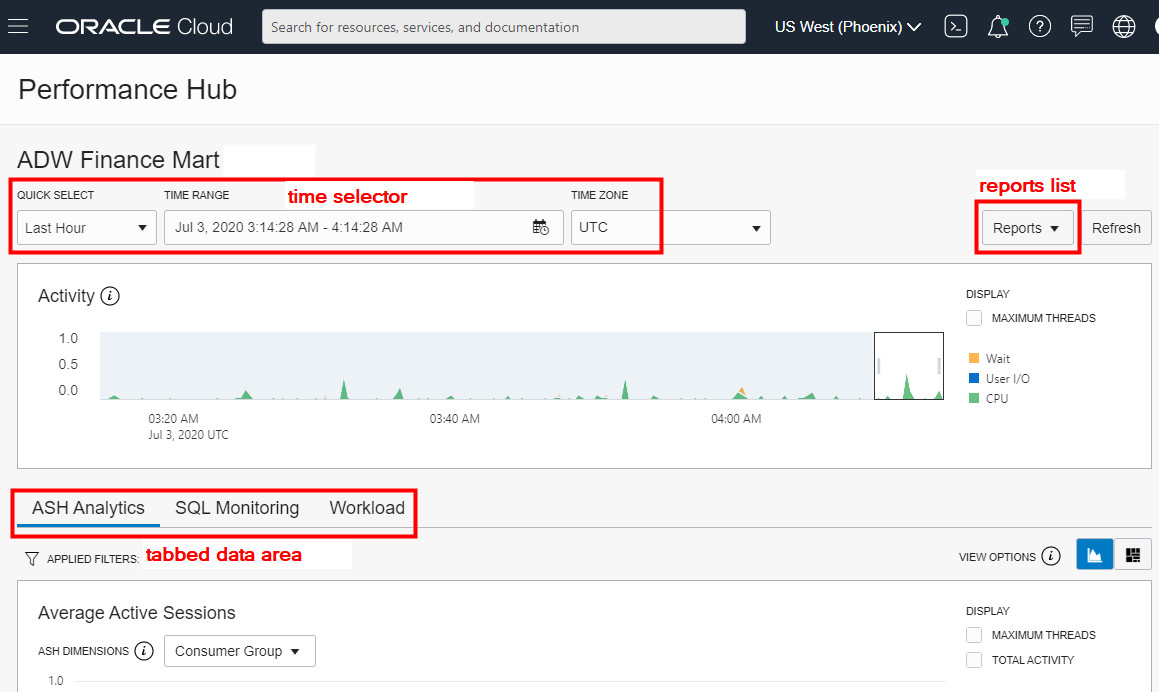 ORACLE Cloud
Search for resources, services, and documentation
US West (Phoenix)
Performance Hub
ADW Finance Mart
reports list
QUICK SELECT
TIME RANGE
time selector
TIME ZONE
Last Hour
Jul 3, 2020 3:14:28 AM - 4:14:28 AM
UTC
Reports
Refresh
Activity
DISPLAY
MAXIMUM THREADS
1.0
0.5
0.0
Wait
User I/O
CPU
03:20 AM
03:40 AM
04:00 AM
Jul 3, 2020 UTC
ASH Analytics
SQL Monitoring
Workload
APPLIED FILTERS:
tabbed data area
VIEW OPTIONS
Average Active Sessions
DISPLAY
MAXIMUM THREADS
TOTAL ACTIVITY
ASH DIMENSIONS
Consumer Group
1.0